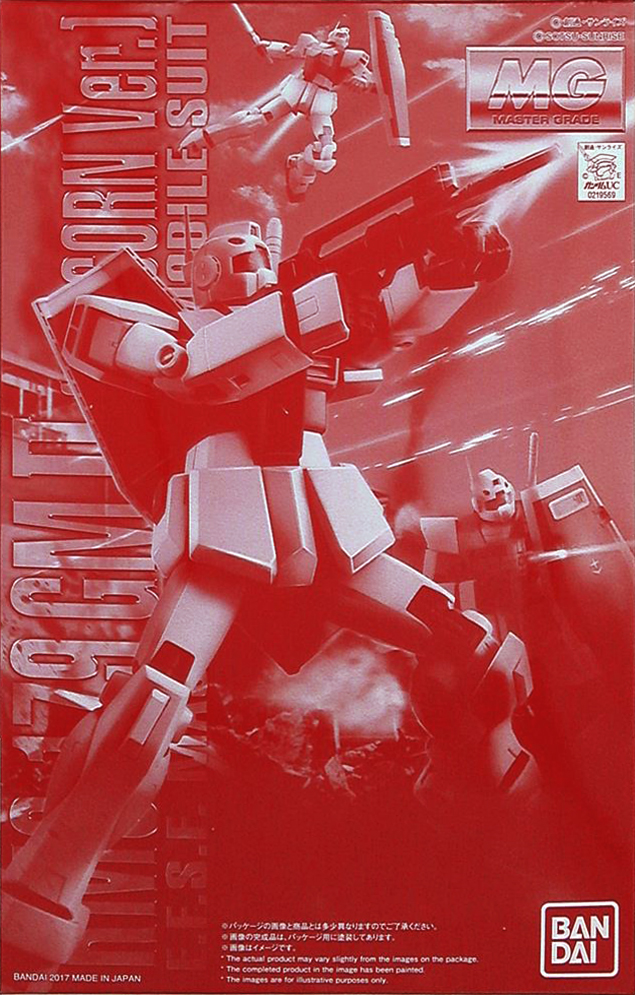 ©創通・サンライズ
©SOTSU・SUNRISE
MG
MASTER GRADE
創通・サンライズ
ガンダムUC
0219569
CORN Ver.]
MOBILE SUIT
79 GM
E.F.S.F.
※パッケージの画像と商品とは多少異なりますのでご了承ください。
※画像の完成品は、パッケージ用に塗装してあります。
※画像はイメージです。
* The actual product may vary slightly from the images on the package.
* The completed product in the image has been painted.
* The images are for illustrative purposes only.
BANDAI 2017 MADE IN JAPAN
BAN
DAI